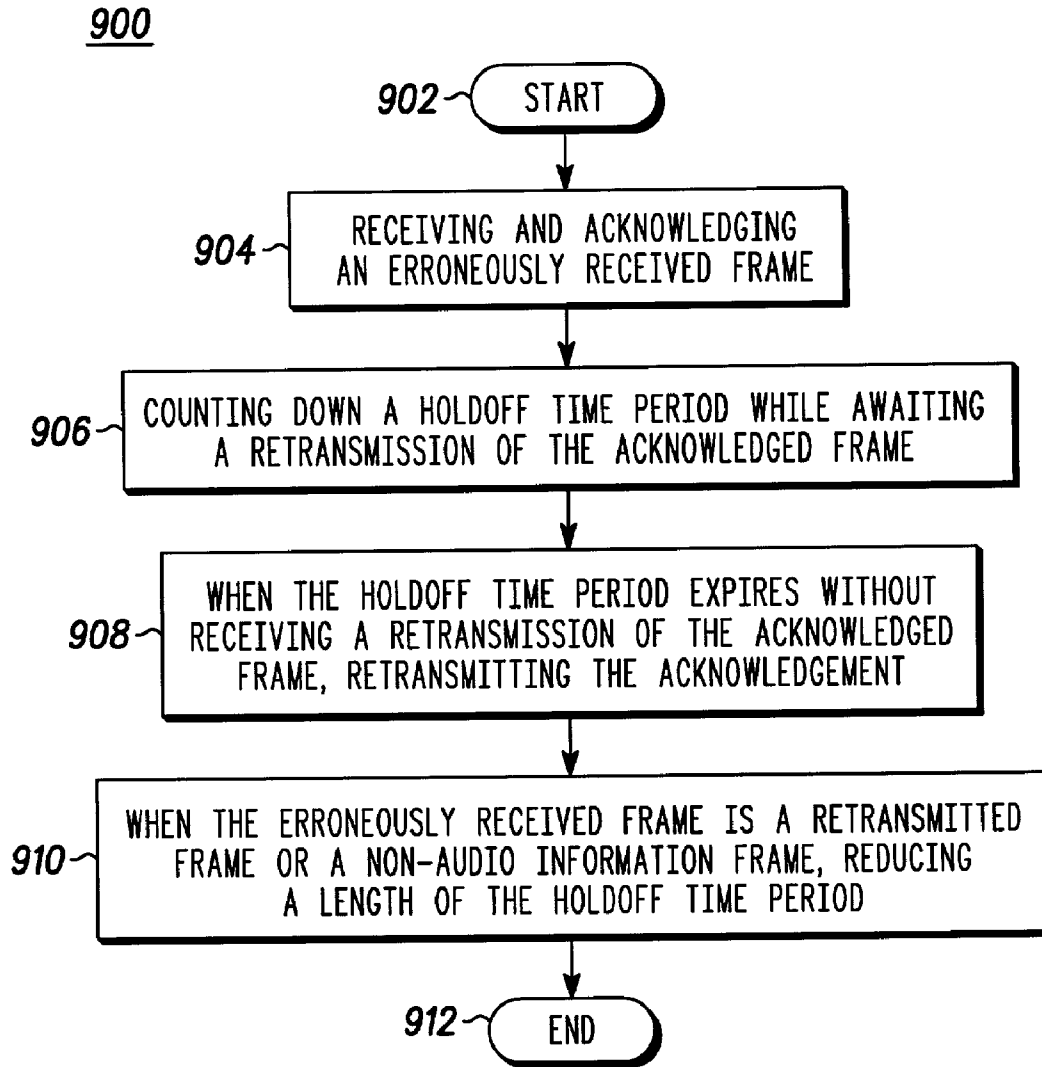 900
902
START
904
RECEIVING AND ACKNOWLEDGING
AN ERRONEOUSLY RECEIVED FRAME
906
COUNTING DOWN A HOLDOFF TIME PERIOD WHILE AWAITING
A RETRANSMISSION OF THE ACKNOWLEDGED FRAME
908
WHEN THE HOLDOFF TIME PERIOD EXPIRES WITHOUT
RECEIVING A RETRANSMISSION OF THE ACKNOWLEDGED
FRAME, RETRANSMITTING THE ACKNOWLEDGEMENT
910
WHEN THE ERRONEOUSLY RECEIVED FRAME IS A RETRANSMITTED
FRAME OR A NON-AUDIO INFORMATION FRAME, REDUCING
A LENGTH OF THE HOLDOFF TIME PERIOD
912
END